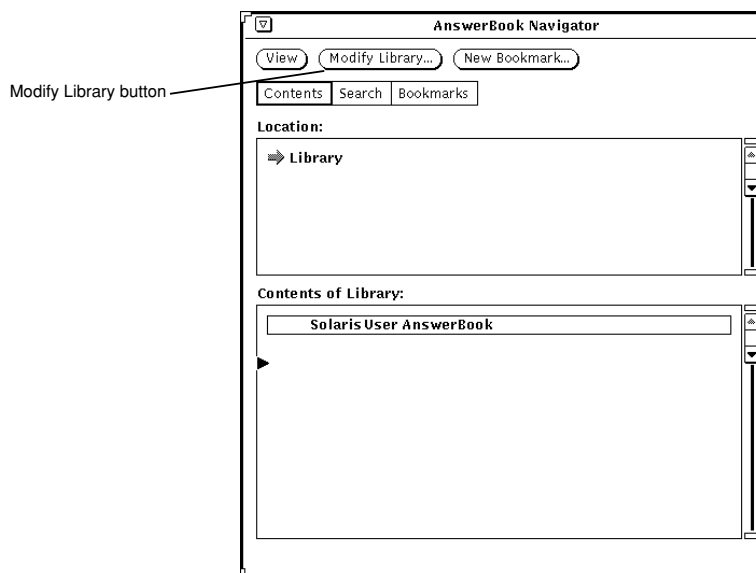 AnswerBook Navigator
View Modify Library... New Bookmark...
Modify Library button
Contents Search Bookmarks
Location:
Library
Contents of Library:
Solaris User AnswerBook